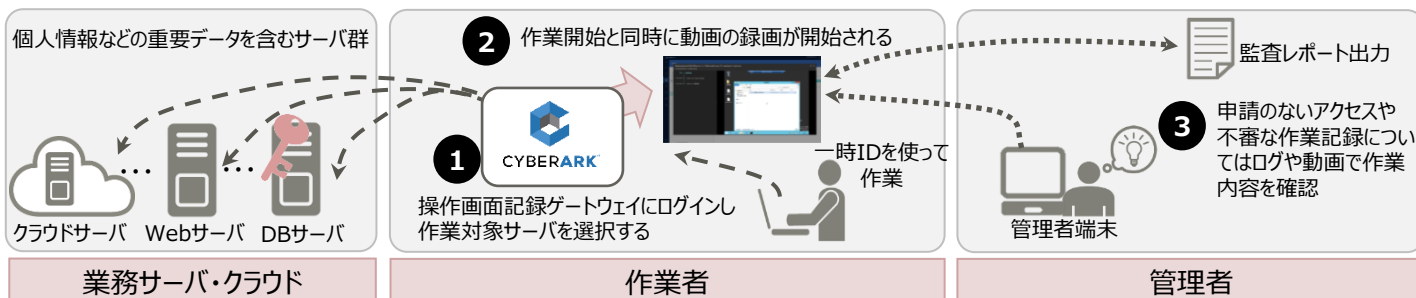 個人情報などの重要データを含むサーバ群
クラウドサーバ
Webサーバ
DBサーバ
業務サーバ・クラウド
2
作業開始と同時に動画の録画が開始される
1
CYBERARK
操作画面記録ゲートウェイにログインし
作業対象サーバを選択する
一時IDを使って
作業
作業者
監査レポート出力
3
申請のないアクセスや
不審な作業記録につい
てはログや動画で作業
内容を確認
管理者端末
管理者